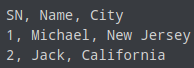 SN, Name, City
1, Michael, New Jersey
2, Jack, California